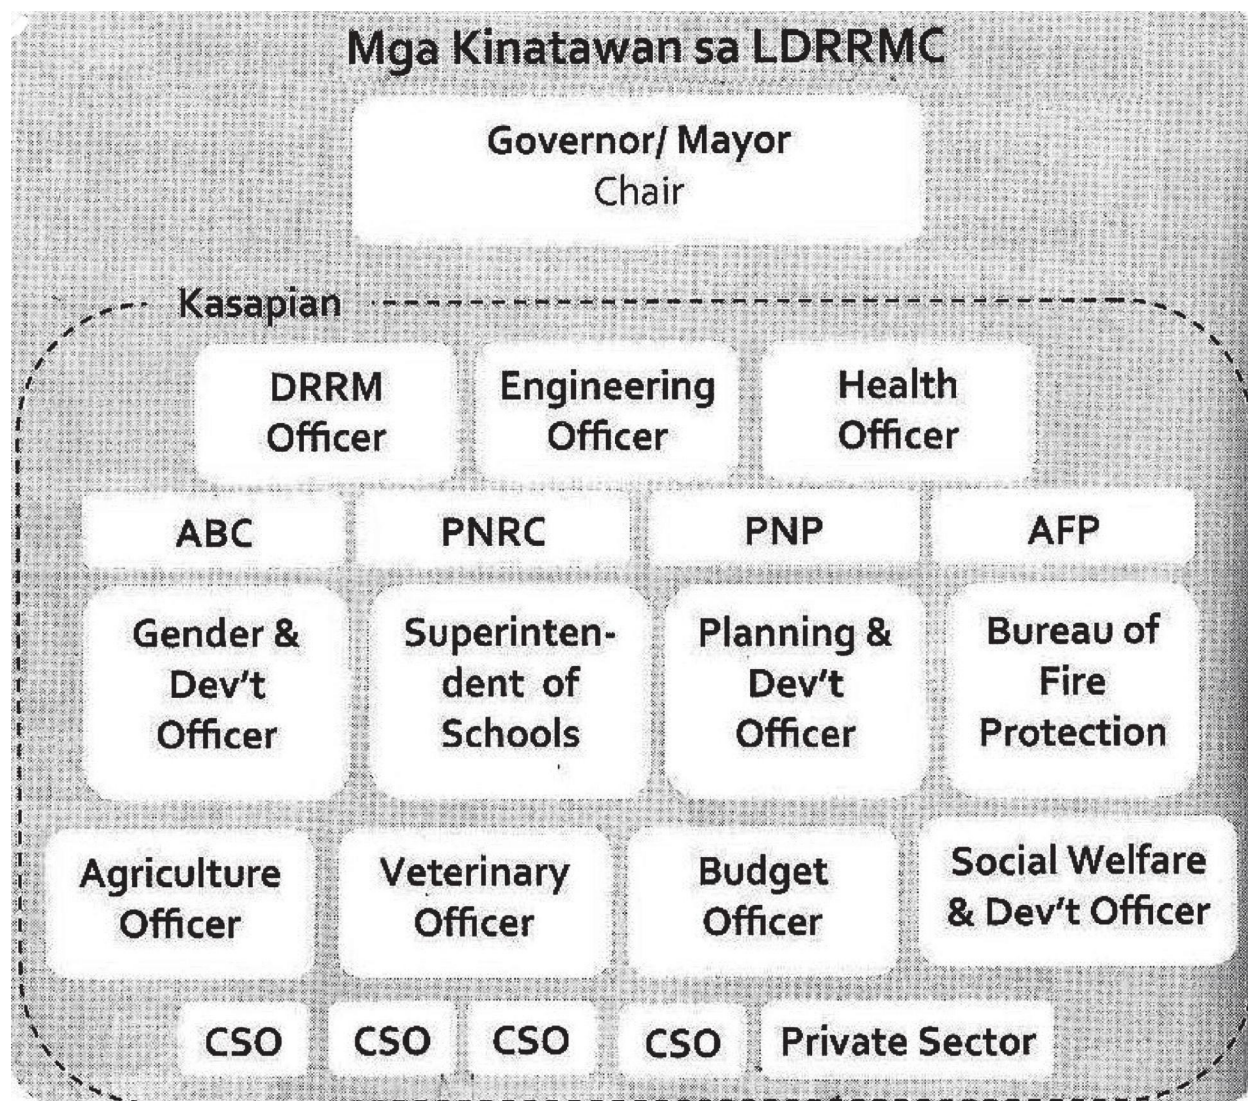 Mga Kinatawan sa LDRRMC
Governor/ Mayor
Chair
Kasapian
DRRM
Officer
Engineering
Officer
Health
Officer
ABC
PNRC
PNP
AFP
Gender &
Dev't
Officer
Superinten-
dent of
Schools
Planning &
Dev't
Officer
Bureau of
Fire
Protection
Agriculture
Officer
Veterinary
Officer
Budget
Officer
Social Welfare
& Dev't Officer
CSO
CSO
CSO
CSO
Private Sector